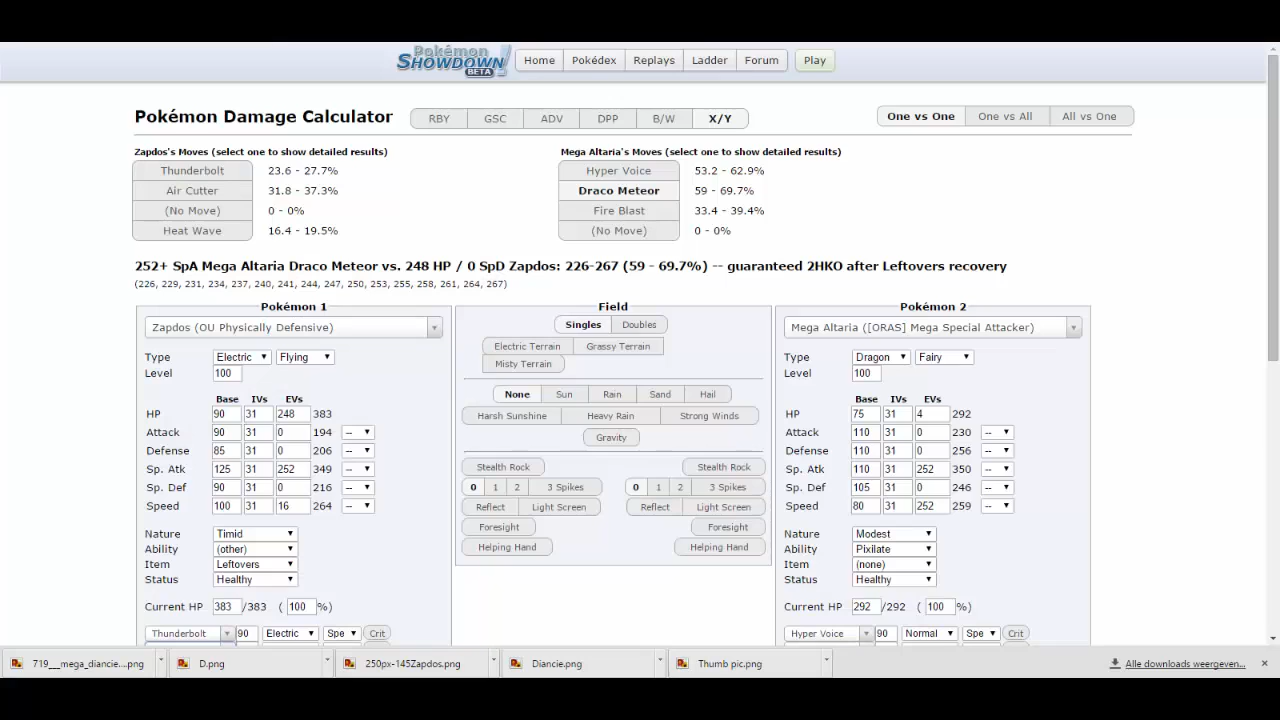 Pokémon SHOWDOWN! BETA Home Pokédex Replays Ladder Forum Play
Pokémon Damage Calculator RBY GSC ADV DPP B/W X/Y One vs One One vs All All vs One
Zapdos's Moves (select one to show detailed results) Mega Altaria's Moves (select one to show detailed results)
Thunderbolt 23.6 - 27.7% Hyper Voice 53.2 - 62.9%
Air Cutter 31.8 - 37.3% Draco Meteor 59 - 69.7%
(No Move) 0 - 0% Fire Blast 33.4 - 39.4%
Heat Wave 16.4 - 19.5% (No Move) 0 - 0%
252+ SpA Mega Altaria Draco Meteor vs. 248 HP / 0 SpD Zapdos: 226-267 (59 - 69.7%) -- guaranteed 2HKO after Leftovers recovery
(226, 229, 231, 234, 237, 240, 241, 244, 247, 250, 253, 255, 258, 261, 264, 267)
Pokémon 1
Zapdos (OU Physically Defensive)
Type Electric Flying
Level 100
Base IVs EVs
HP 90 31 248 383
Attack 90 31 0 194 --
Defense 85 31 0 206 --
Sp. Atk 125 31 252 349 --
Sp. Def 90 31 0 216 --
Speed 100 31 16 264 --
Nature Timid
Ability (other)
Item Leftovers
Status Healthy
Current HP 383 /383 ( 100 %)
Thunderbolt 90 Electric Spe Crit
Field
Singles Doubles
Electric Terrain Grassy Terrain
Misty Terrain
None Sun Rain Sand Hail
Harsh Sunshine Heavy Rain Strong Winds
Gravity
Stealth Rock Stealth Rock
0 1 2 3 Spikes 0 1 2 3 Spikes
Reflect Light Screen Reflect Light Screen
Foresight Foresight
Helping Hand Helping Hand
Pokémon 2
Mega Altaria ([ORAS] Mega Special Attacker)
Type Dragon Fairy
Level 100
Base IVs EVs
HP 75 31 4 292
Attack 110 31 0 230 --
Defense 110 31 0 256 --
Sp. Atk 110 31 252 350 --
Sp. Def 105 31 0 246 --
Speed 80 31 252 259 --
Nature Modest
Ability Pixilate
Item (none)
Status Healthy
Current HP 292 /292 ( 100 %)
Hyper Voice 90 Normal Spe Crit
719__mega_diancie....png D.png 250px-145Zapdos.png Diancie.png Thumb pic.png Alle downloads weergeven...